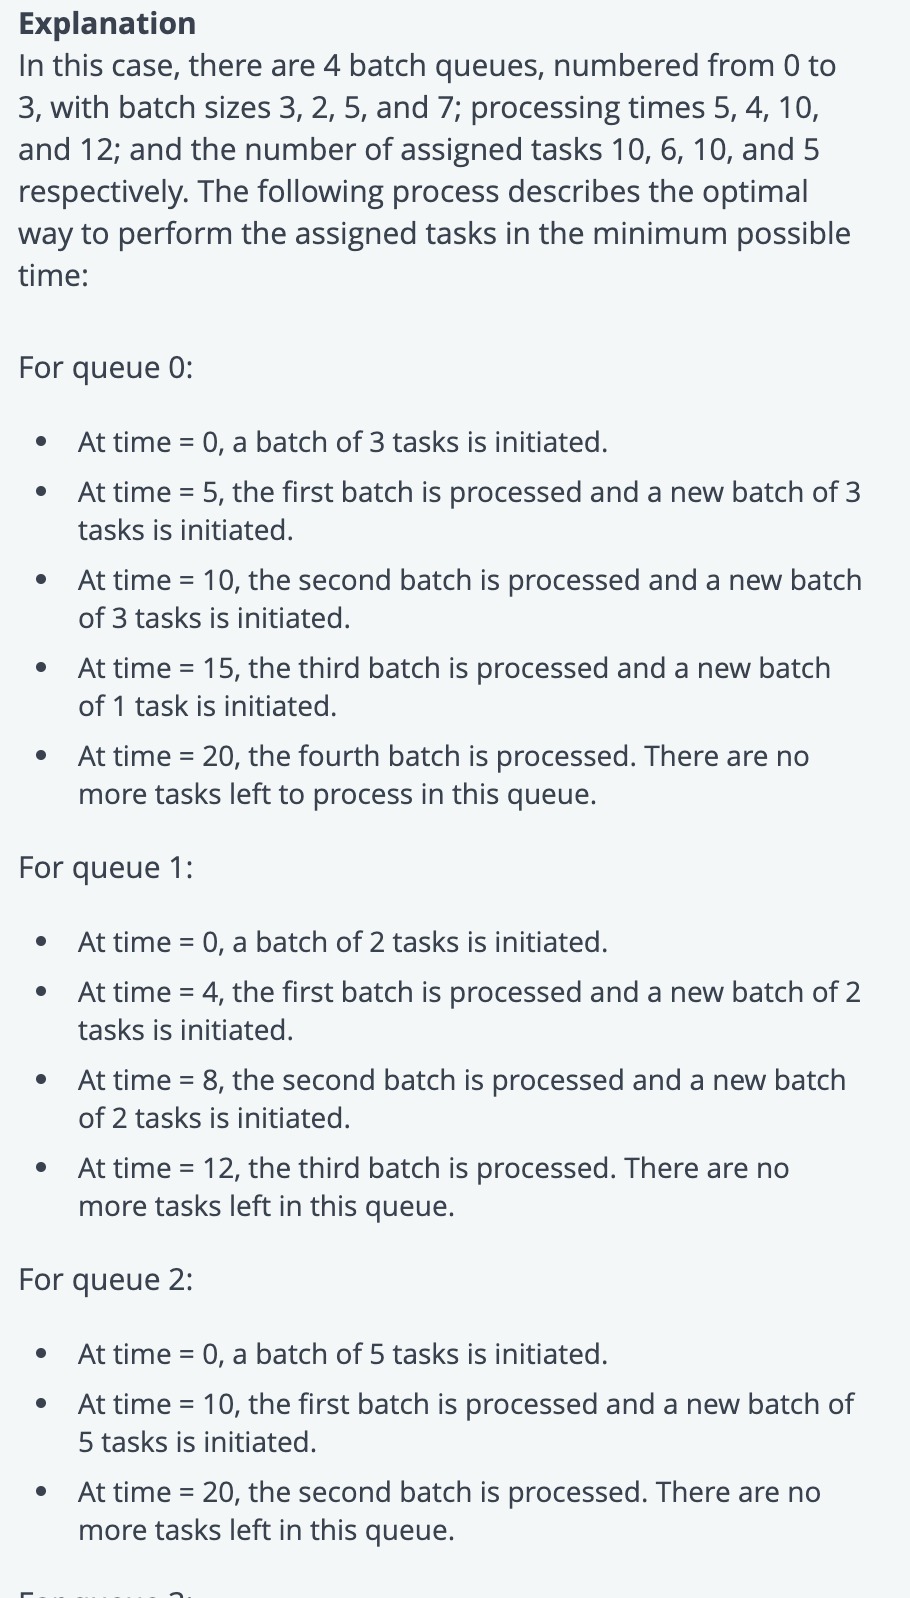 Explanation
In this case, there are 4 batch queues, numbered from 0 to
3, with batch sizes 3, 2, 5, and 7; processing times 5, 4, 10,
and 12; and the number of assigned tasks 10, 6, 10, and 5
respectively. The following process describes the optimal
way to perform the assigned tasks in the minimum possible
time:
For queue 0:
• At time = 0, a batch of 3 tasks is initiated.
• At time = 5, the first batch is processed and a new batch of 3
tasks is initiated.
• At time = 10, the second batch is processed and a new batch
of 3 tasks is initiated.
• At time = 15, the third batch is processed and a new batch
of 1 task is initiated.
• At time = 20, the fourth batch is processed. There are no
more tasks left to process in this queue.
For queue 1:
• At time = 0, a batch of 2 tasks is initiated.
• At time = 4, the first batch is processed and a new batch of 2
tasks is initiated.
• At time = 8, the second batch is processed and a new batch
of 2 tasks is initiated.
• At time = 12, the third batch is processed. There are no
more tasks left in this queue.
For queue 2:
• At time = 0, a batch of 5 tasks is initiated.
• At time = 10, the first batch is processed and a new batch of
5 tasks is initiated.
• At time = 20, the second batch is processed. There are no
more tasks left in this queue.